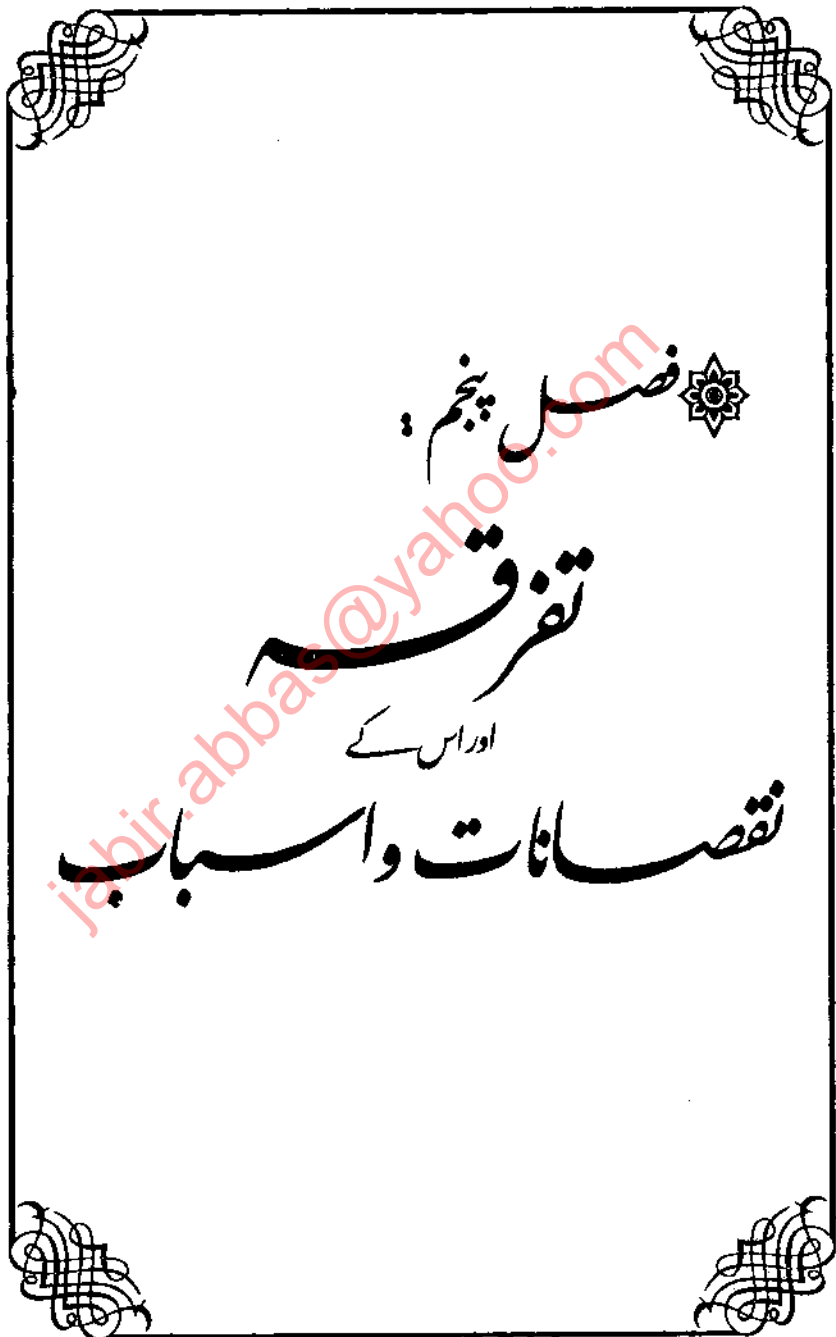 فصل پنجم :
تفرقہ
اور اس کے
نقصانات و اسباب
jabir.abbas@yahoo.com